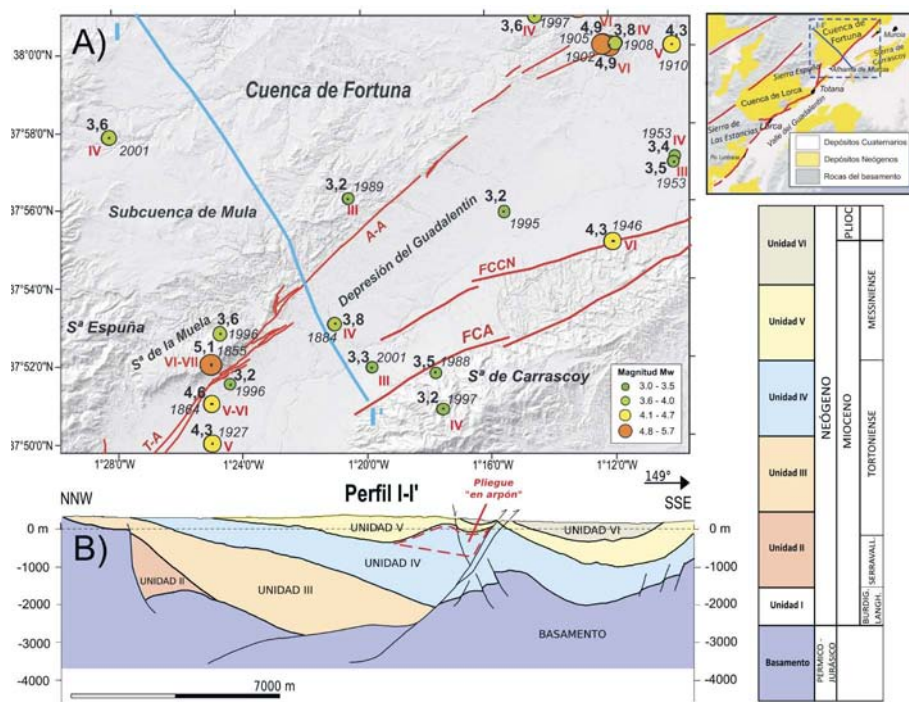 A)
I
38°0'0"N
37°58'0"N
37°56'0"N
37°54'0"N
37°52'0"N
37°50'0"N
1°28'0"W
1°24'0"W
1°20'0"W
1°16'0"W
1°12'0"W
3,6
IV
1997
VI
4,9
1905
1902
4,9
VI
3,8
IV
1908
4,3
V
1910
Cuenca de Fortuna
3,6
IV
2001
1953
IV
3,4
3,5
III
1953
3,2
1989
III
3,2
1995
Subcuenca de Mula
A-A
Depresión del Guadalentín
4,3
1946
VI
FCCN
FCA
Sª Espuña
Sª de la Muela
3,6
1996
5,1
1855
VI-VII
3,2
1996
4,6
1864
V-VI
4,3
1927
V
T-A
3,8
1884
IV
3,3
2001
III
3,5
1988
3,2
1997
IV
Sª de Carrascoy
I'
Magnitud Mw
3.0 - 3.5
3.6 - 4.0
4.1 - 4.7
4.8 - 5.7
Cuenca de
Fortuna
Murcia
Sierra de
Carrascoy
Alhama de Murcia
Sierra Espuña
Totana
Cuenca de Lorca
Lorca
Valle del Guadalentín
Sierra de
Las Estancias
Depósitos Cuaternarios
Depósitos Neógenos
Rocas del basamento
Unidad VI
Unidad V
Unidad IV
Unidad III
Unidad II
Unidad I
Basamento
NEÓGENO
PERMICO -
JURÁSICO
PLIOC
MIOCENO
MESSINIENSE
TORTONIENSE
SERRAVALL.
BURDIG.
LANGH.
NNW
Perfil I-I'
149°
SSE
Pliegue
"en arpón"
B)
0 m
-1000
-2000
-3000
-4000
UNIDAD V
UNIDAD VI
UNIDAD IV
UNIDAD II
UNIDAD III
BASAMENTO
0 m
-1000
-2000
-3000
-4000
7000 m